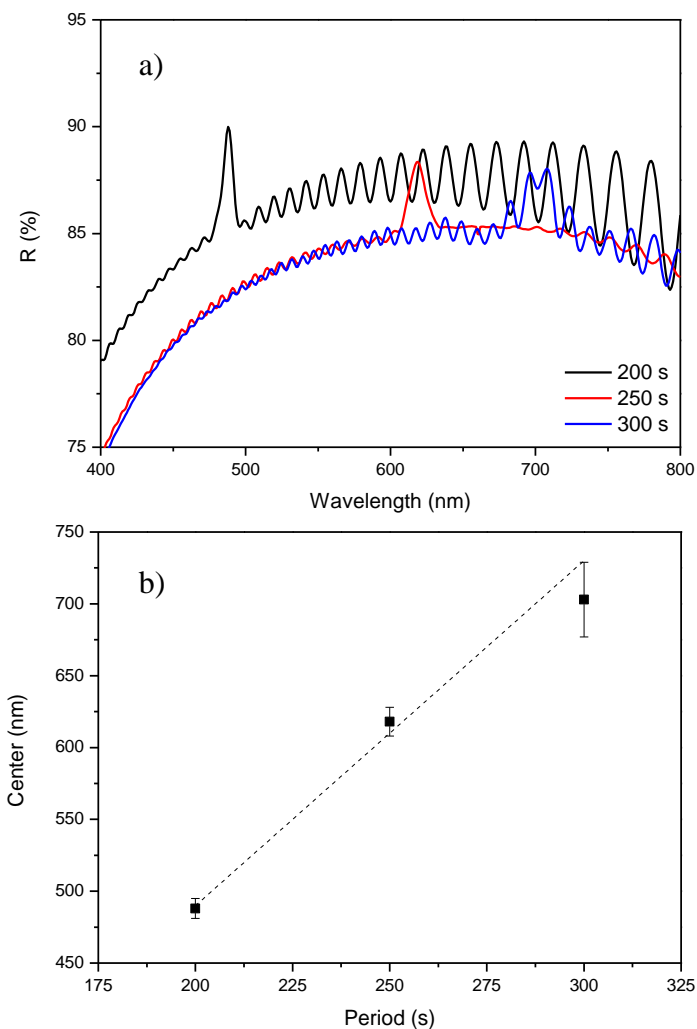 95
a)
90
85
80
75
R (%)
200 s
250 s
300 s
400 500 600 700 800
Wavelength (nm)
750
b)
700
650
600
550
500
450
Center (nm)
175 200 225 250 275 300 325
Period (s)